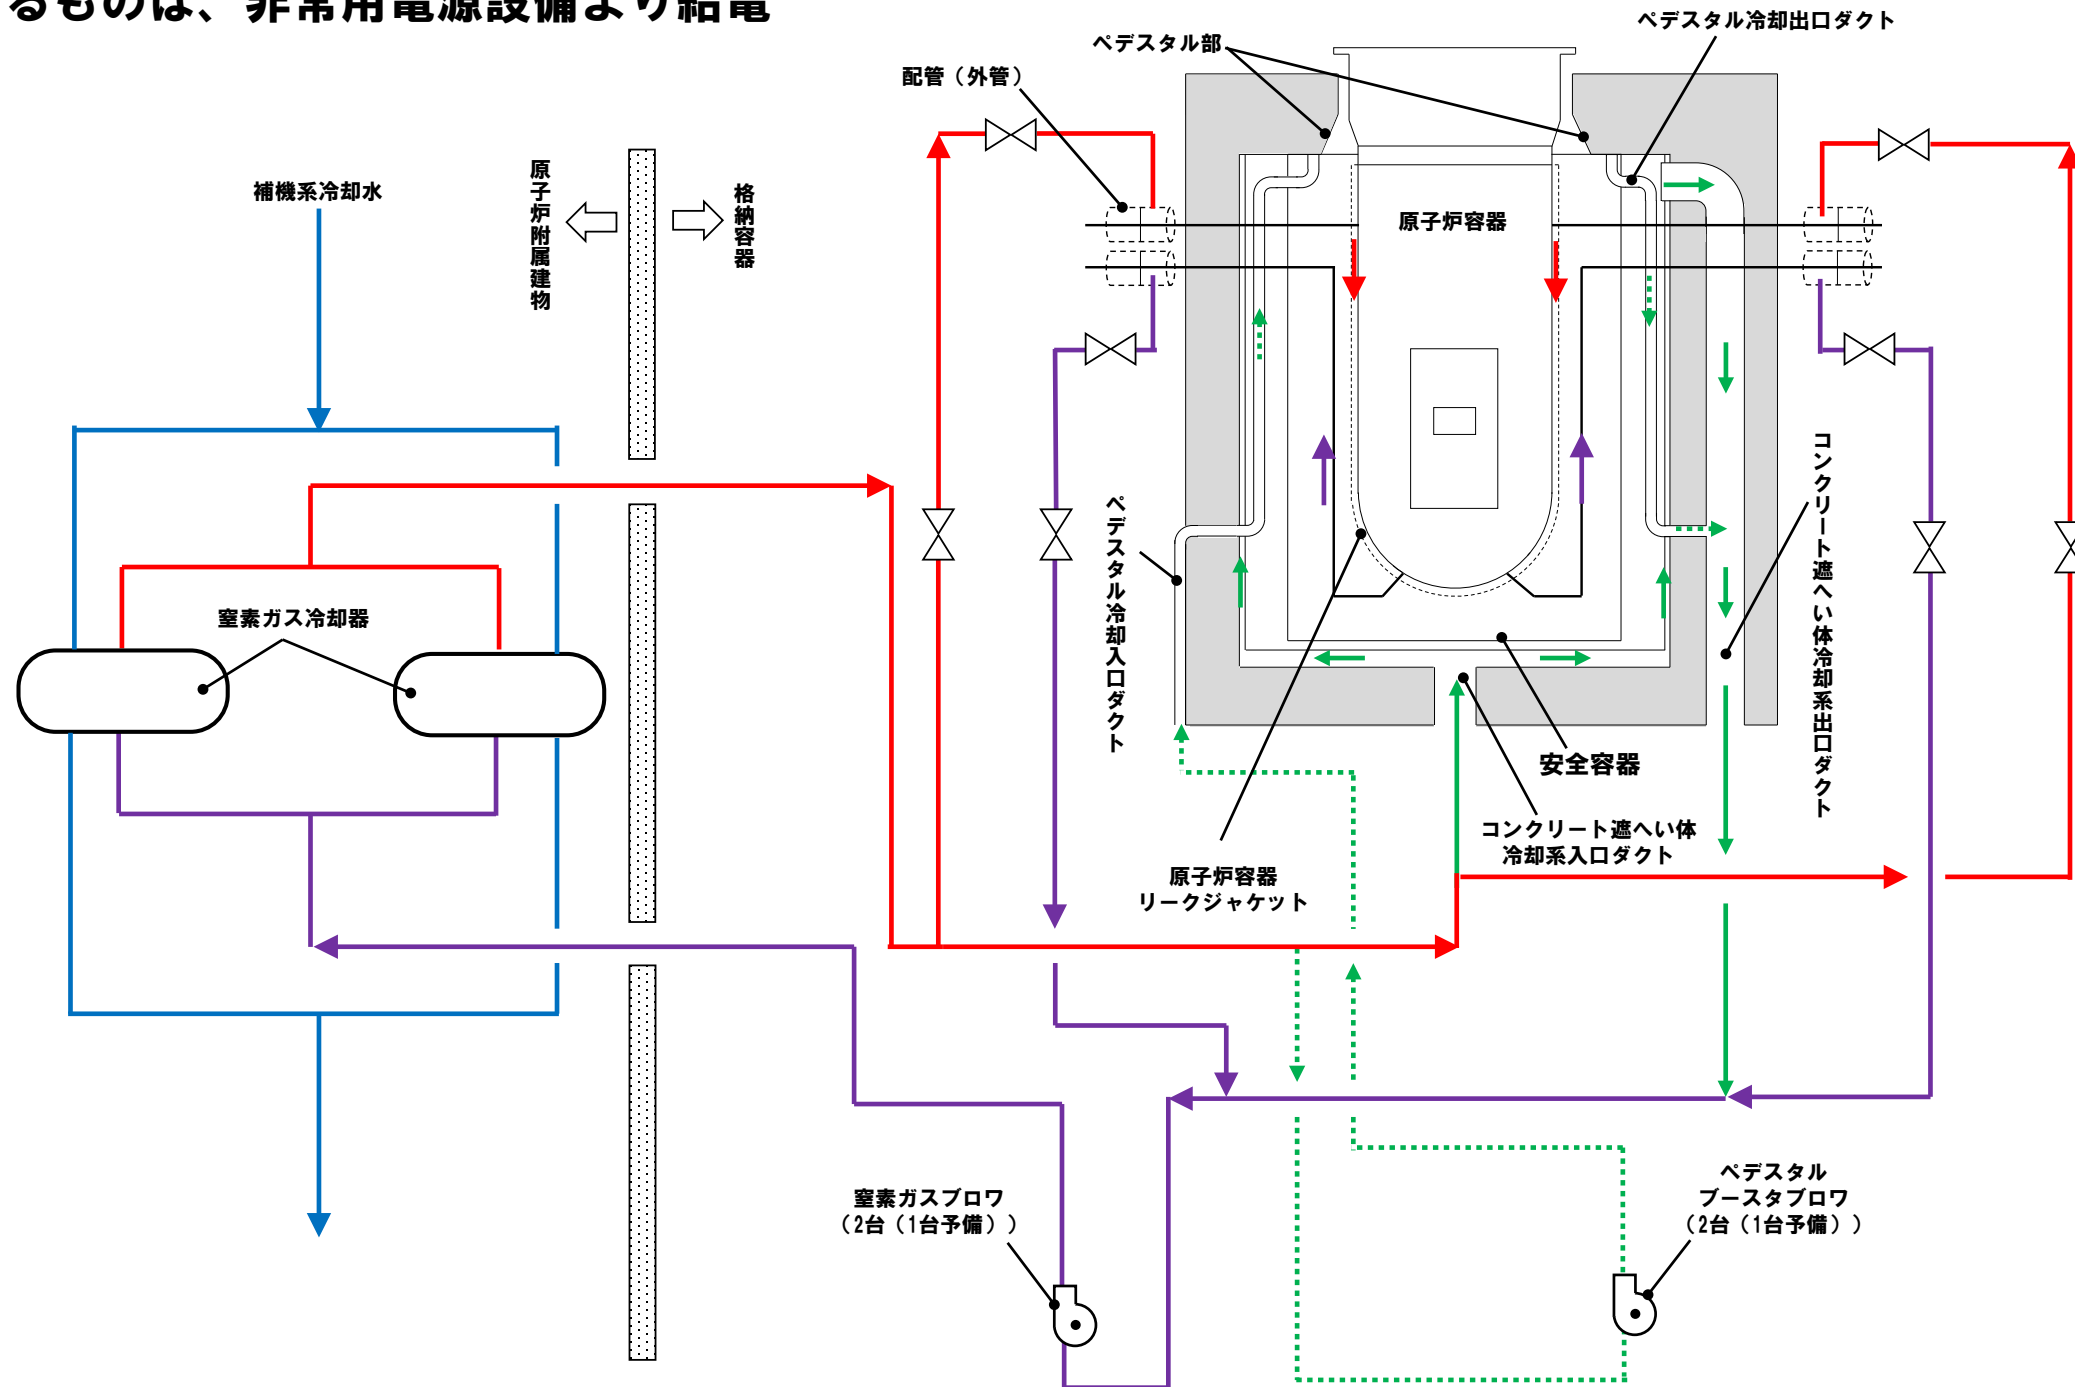 るものは、非常用電源設備より給電
ペデスタル冷却出口ダクト
ペデスタル部
配管（外管）
補機系冷却水
原子炉附属建物
格納容器
原子炉容器
コンクリート遮へい体冷却系出口ダクト
ペデスタル冷却入口ダクト
窒素ガス冷却器
安全容器
コンクリート遮へい体
冷却系入口ダクト
原子炉容器
リークジャケット
窒素ガスブロワ
（2台（1台予備））
ペデスタル
ブースタブロワ
（2台（1台予備））